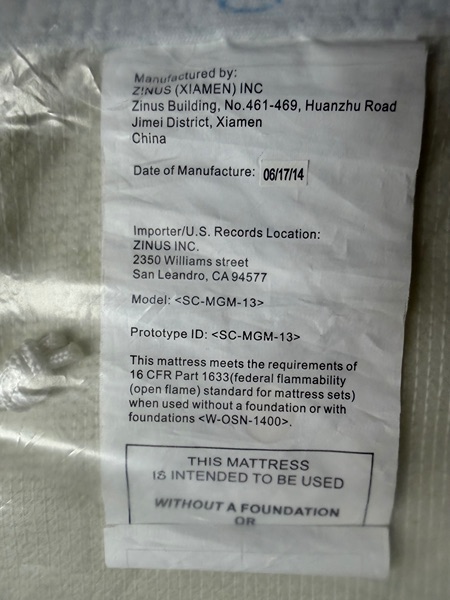 Manufactured by:
ZINUS (XIAMEN) INC
Zinus Building, No.461-469, Huanzhu Road
Jimei District, Xiamen
China
Date of Manufacture: 06/17/14
Importer/U.S. Records Location:
ZINUS INC.
2350 Williams street
San Leandro, CA 94577
Model: <SC-MGM-13>
Prototype ID: <SC-MGM-13>
This mattress meets the requirements of
16 CFR Part 1633(federal flammability
(open flame) standard for mattress sets)
when used without a foundation or with
foundations <W-OSN-1400>.
THIS MATTRESS
IS INTENDED TO BE USED
WITHOUT A FOUNDATION
OR